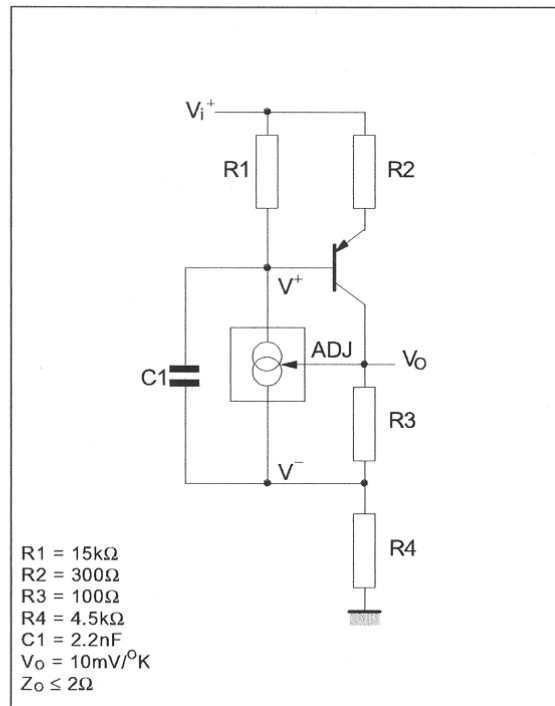 Vi+
R1
R2
V+
ADJ
VO
C1
R3
V−
R4
R1 = 15kΩ
R2 = 300Ω
R3 = 100Ω
R4 = 4.5kΩ
C1 = 2.2nF
VO = 10mV/OK
ZO ≤ 2Ω